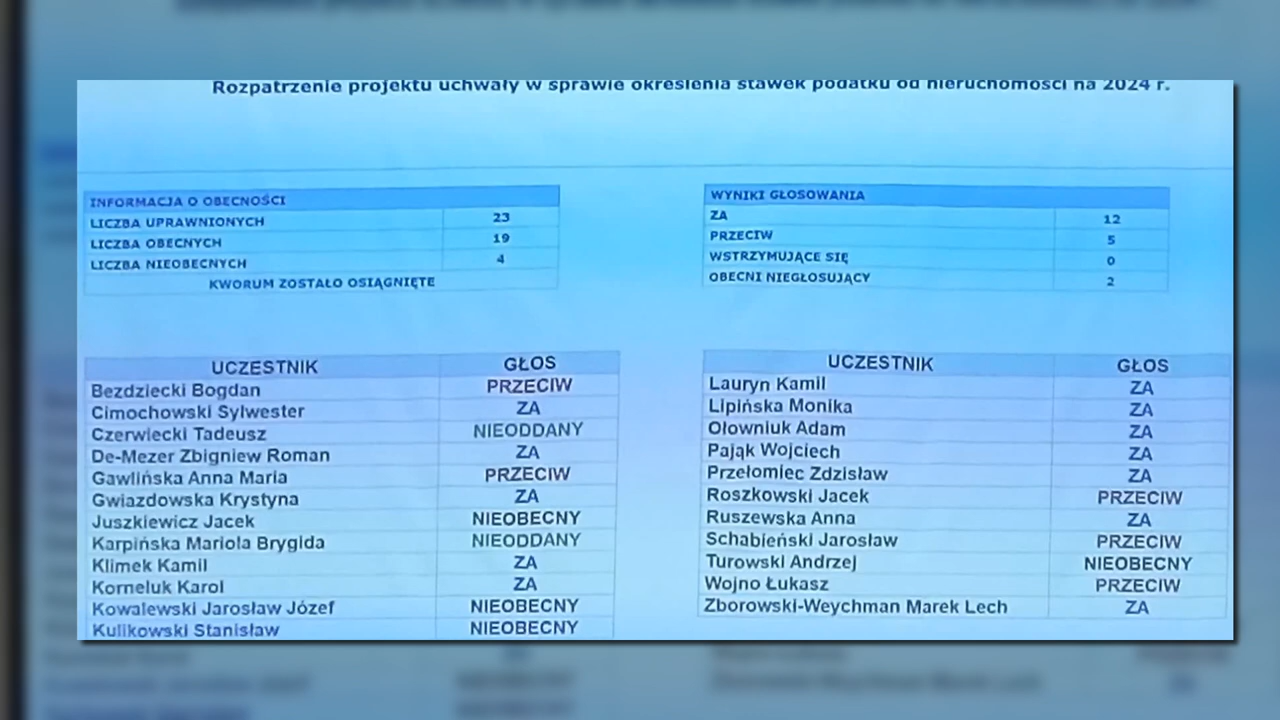 Rozpatrzenie projektu uchwały w sprawie określenia stawek podatku od nieruchomości na 2024 r.
INFORMACJA O OBECNOŚCI
LICZBA UPRAWNIONYCH 23
LICZBA OBECNYCH 19
LICZBA NIEOBECNYCH 4
KWORUM ZOSTAŁO OSIĄGNIĘTE
WYNIKI GŁOSOWANIA
ZA 12
PRZECIW 5
WSTRZYMUJĄCE SIĘ 0
OBECNI NIEGŁOSUJĄCY 2
UCZESTNIK GŁOS
Bezdziecki Bogdan PRZECIW
Cimochowski Sylwester ZA
Czerwiecki Tadeusz NIEODDANY
De-Mezer Zbigniew Roman ZA
Gawlińska Anna Maria PRZECIW
Gwiazdowska Krystyna ZA
Juszkiewicz Jacek NIEOBECNY
Karpińska Mariola Brygida NIEODDANY
Klimek Kamil ZA
Korneluk Karol ZA
Kowalewski Jarosław Józef NIEOBECNY
Kulikowski Stanisław NIEOBECNY
UCZESTNIK GŁOS
Lauryn Kamil ZA
Lipińska Monika ZA
Ołowniuk Adam ZA
Pająk Wojciech ZA
Przełomiec Zdzisław ZA
Roszkowski Jacek PRZECIW
Ruszewska Anna ZA
Schabieński Jarosław PRZECIW
Turowski Andrzej NIEOBECNY
Wojno Łukasz PRZECIW
Zborowski-Weychman Marek Lech ZA